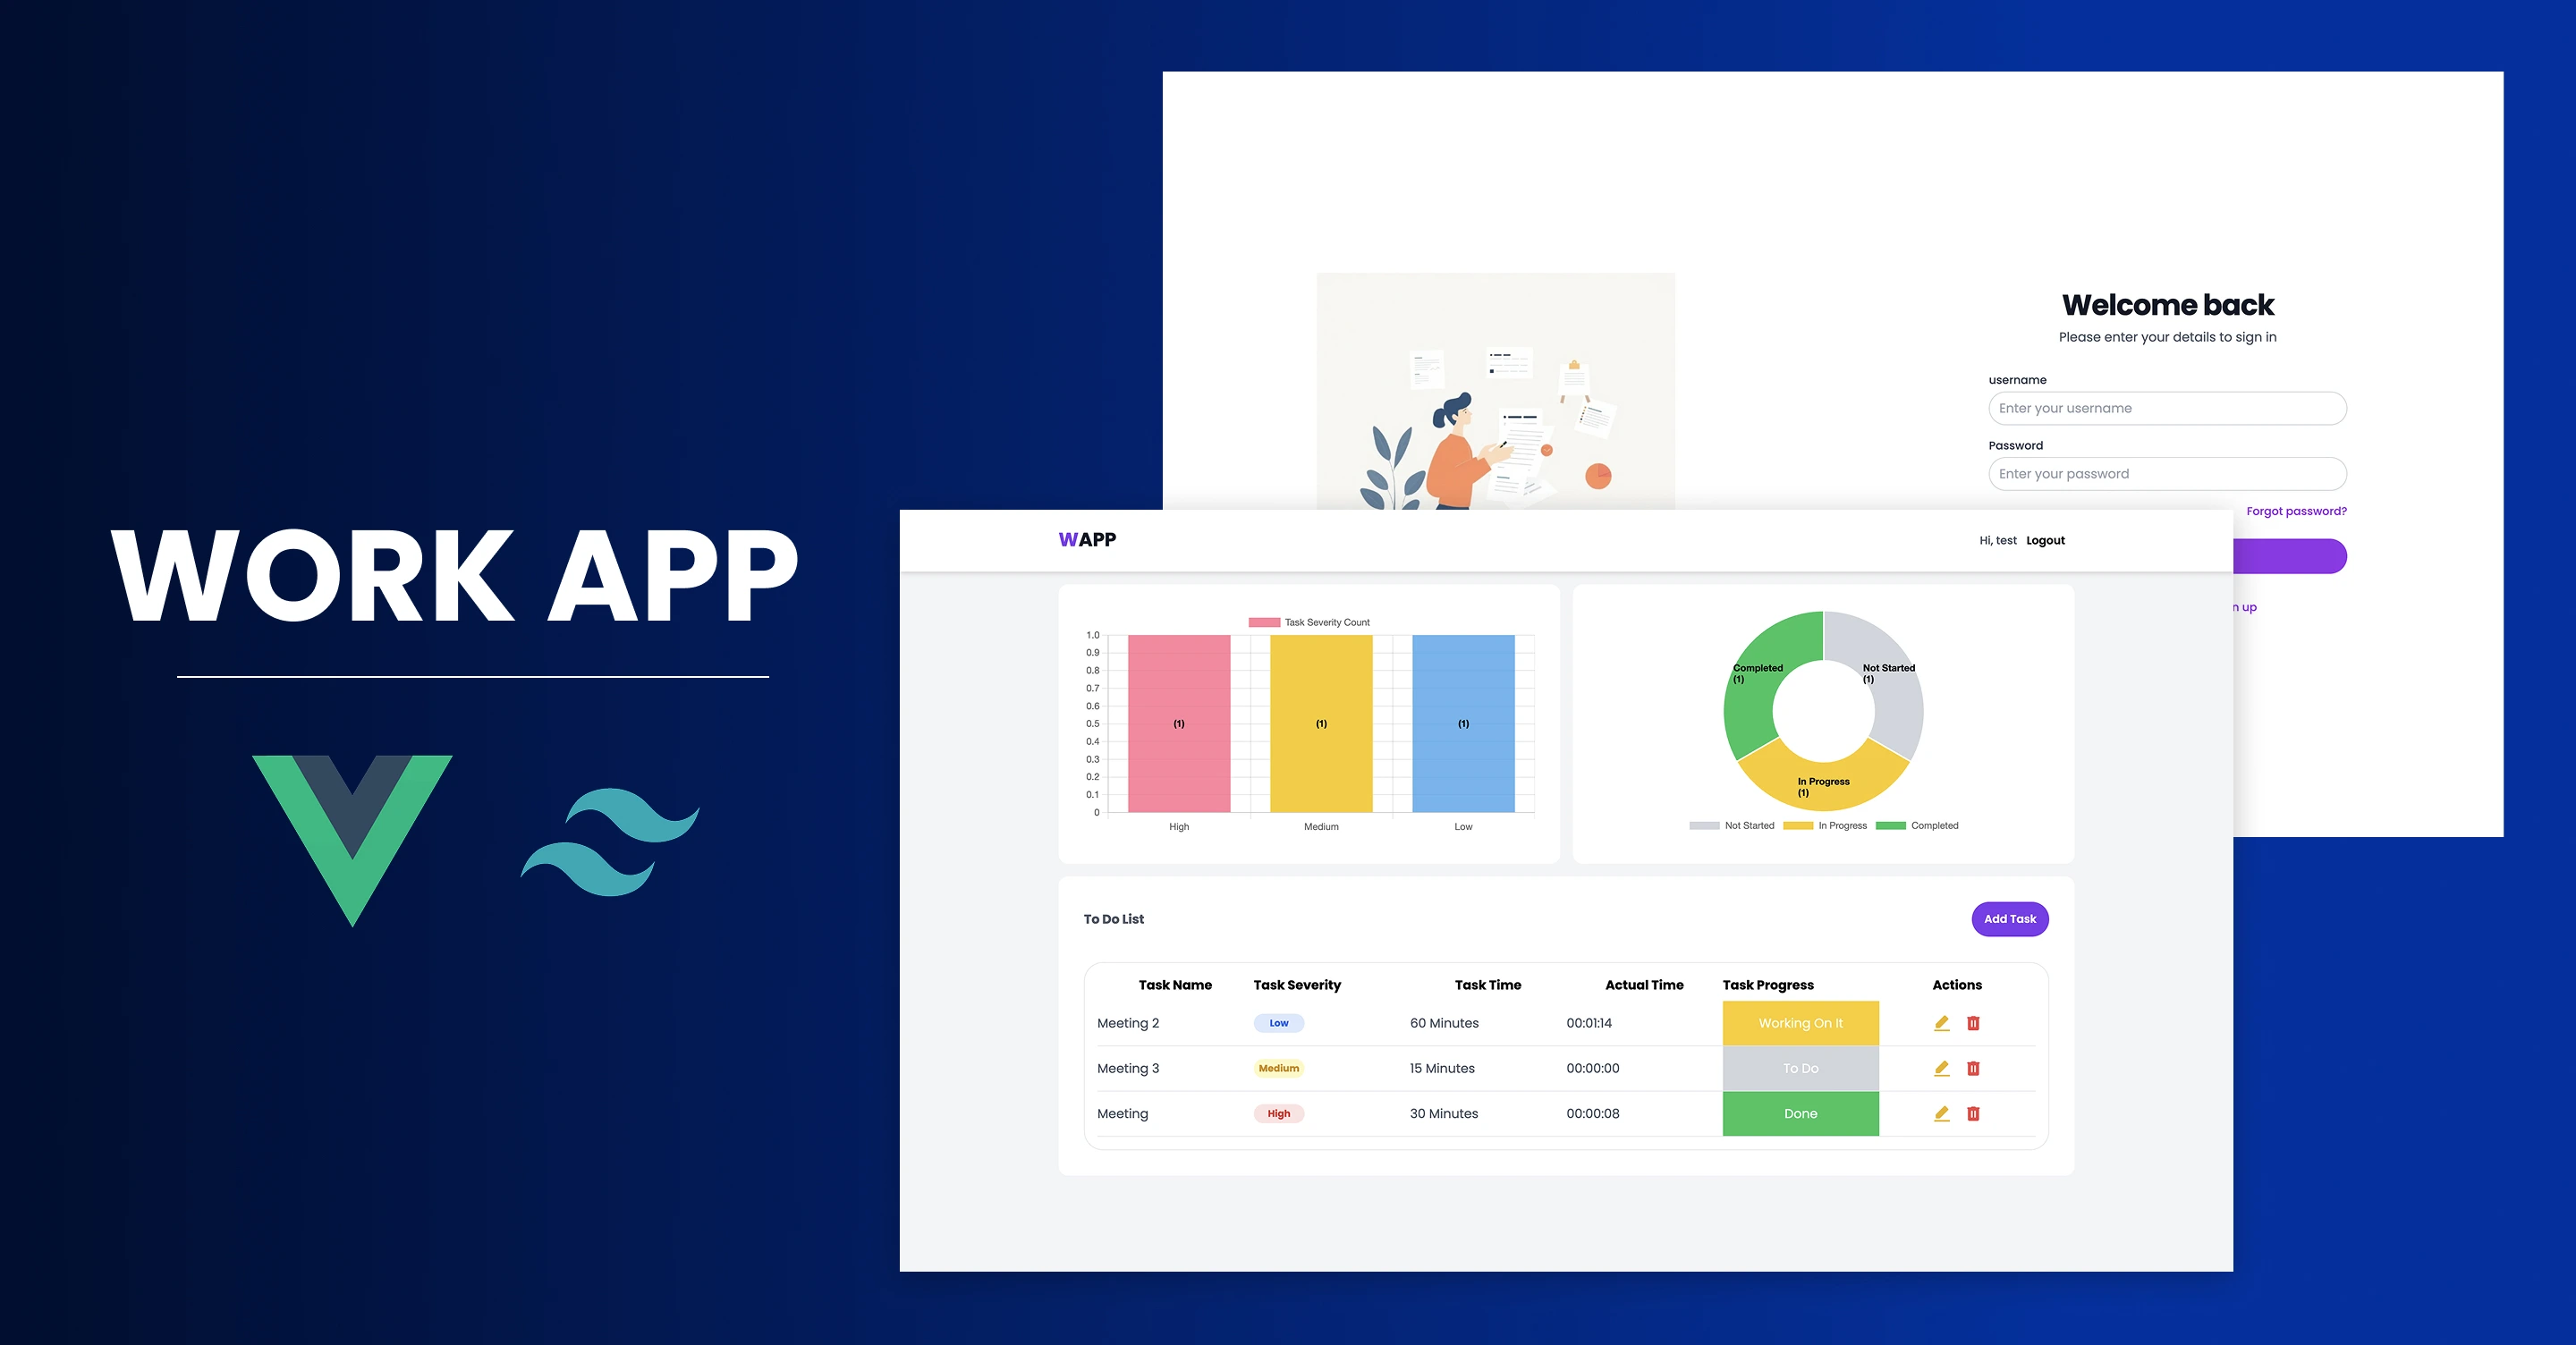 WORK APP
Welcome back
Please enter your details to sign in
username
Enter your username
Password
Enter your password
Forgot password?
n up
WAPP
Hi, test Logout
Task Severity Count
1.0
0.9
0.8
0.7
0.6
0.5
0.4
0.3
0.2
0.1
0
(1) (1) (1)
High Medium Low
Completed
(1)
Not Started
(1)
In Progress
(1)
Not Started In Progress Completed
To Do List
Add Task
Task Name Task Severity Task Time Actual Time Task Progress Actions
Meeting 2 Low 60 Minutes 00:01:14 Working On It
Meeting 3 Medium 15 Minutes 00:00:00 To Do
Meeting High 30 Minutes 00:00:08 Done